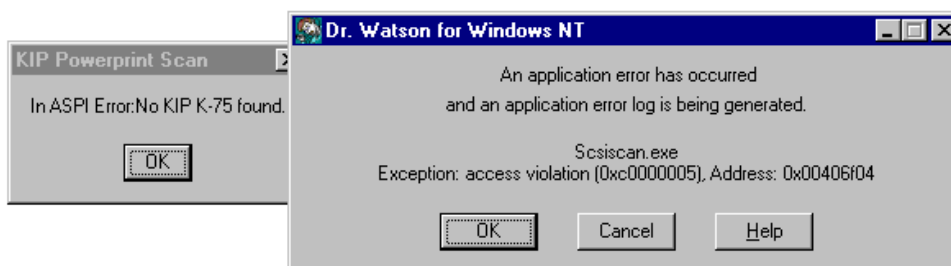 KIP Powerprint Scan
In ASPI Error:No KIP K-75 found.
OK
Dr. Watson for Windows NT
An application error has occurred
and an application error log is being generated.
Scsiscan.exe
Exception: access violation (0xc0000005), Address: 0x00406f04
OK Cancel Help